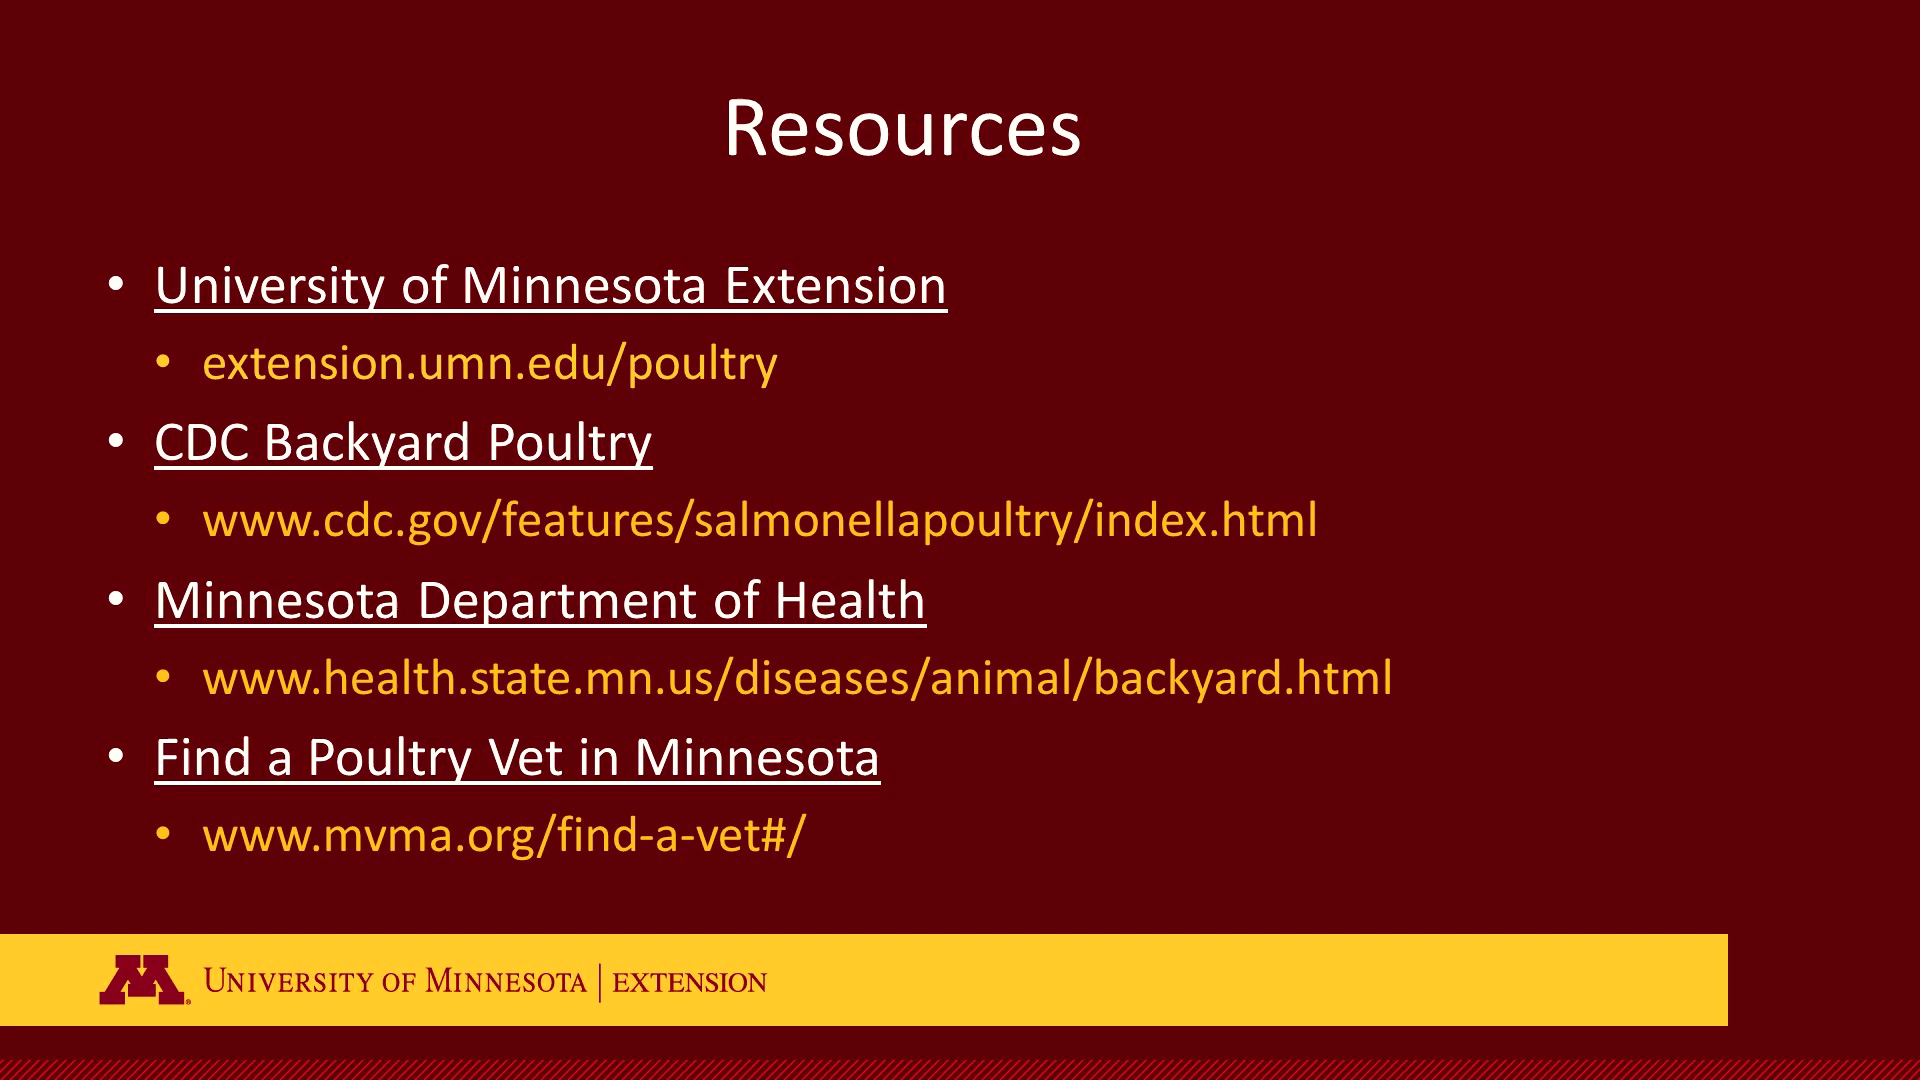 Resources
• University of Minnesota Extension
• extension.umn.edu/poultry
• CDC Backyard Poultry
• www.cdc.gov/features/salmonellapoultry/index.html
• Minnesota Department of Health
• www.health.state.mn.us/diseases/animal/backyard.html
• Find a Poultry Vet in Minnesota
• www.mvma.org/find-a-vet#/
M® UNIVERSITY OF MINNESOTA | EXTENSION